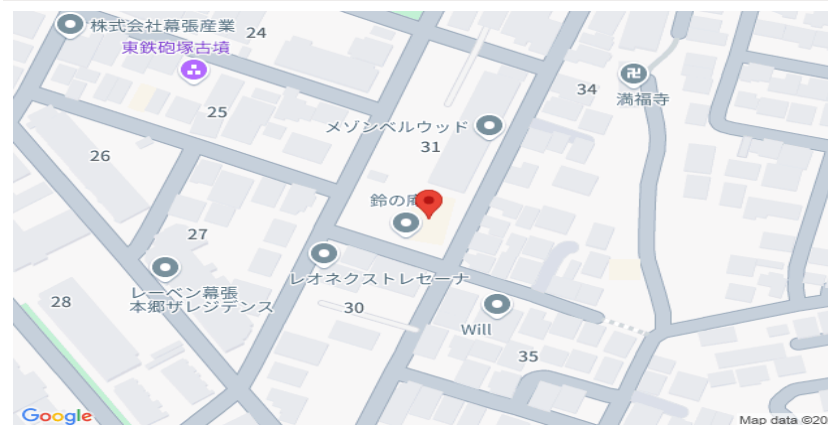 株式会社幕張産業
24
東鉄砲塚古墳
34
満福寺
25
メゾンベルウッド
31
26
鈴の庵
27
レオネクストレセーナ
レーベン幕張
本郷ザレジデンス
28
30
Will
35
Google
Map data ©20